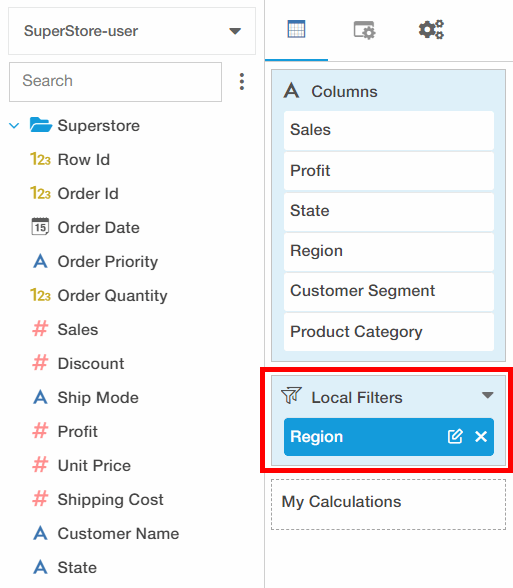 SuperStore-user
Search
Superstore
123 Row Id
123 Order Id
15 Order Date
A Order Priority
123 Order Quantity
# Sales
# Discount
A Ship Mode
# Profit
# Unit Price
# Shipping Cost
A Customer Name
A State
A Columns
Sales
Profit
State
Region
Customer Segment
Product Category
Local Filters
Region
My Calculations